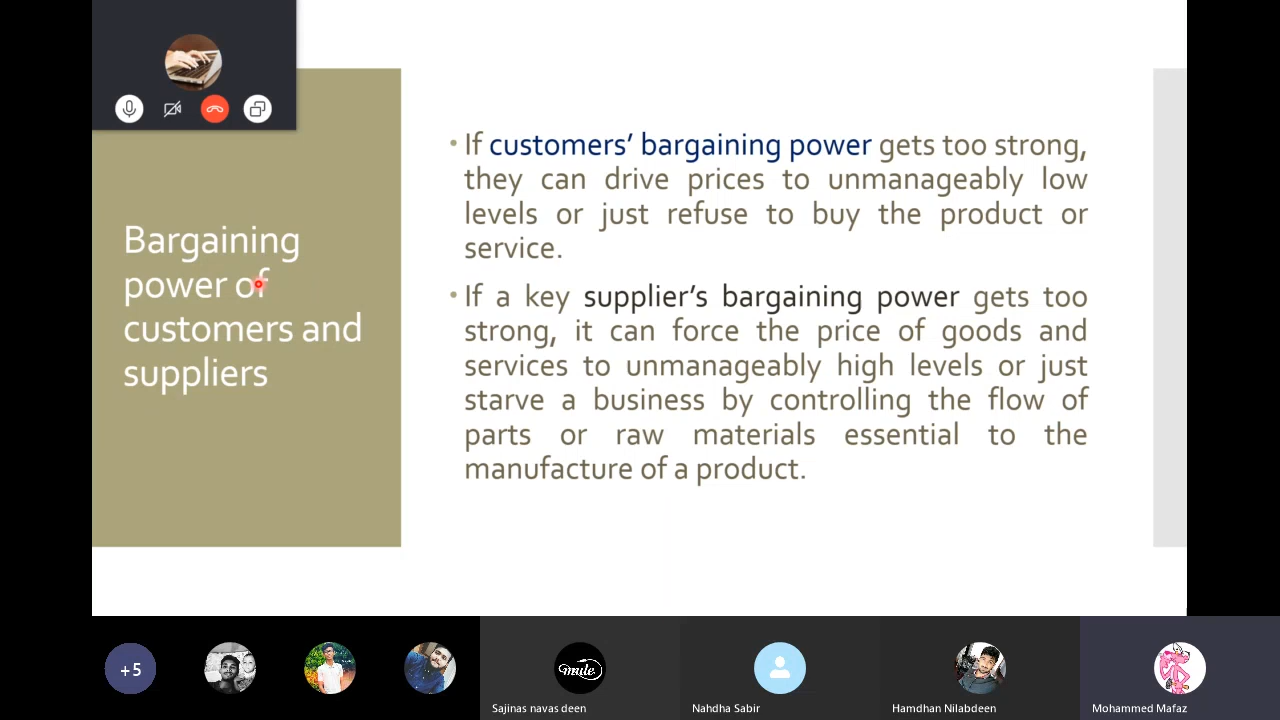 Bargaining
power of
customers and
suppliers
• If customers’ bargaining power gets too strong,
they can drive prices to unmanageably low
levels or just refuse to buy the product or
service.
• If a key supplier’s bargaining power gets too
strong, it can force the price of goods and
services to unmanageably high levels or just
starve a business by controlling the flow of
parts or raw materials essential to the
manufacture of a product.
+5
mute
Sajinas navas deen
Nahdha Sabir
Hamdhan Nilabdeen
Mohammed Mafaz